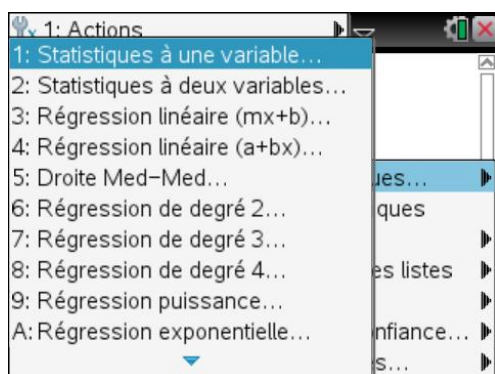 1: Actions
1: Statistiques à une variable...
2: Statistiques à deux variables...
3: Régression linéaire (mx+b)...
4: Régression linéaire (a+bx)...
5: Droite Med-Med...
ues...
6: Régression de degré 2...
ques
7: Régression de degré 3...
8: Régression de degré 4...
es listes
9: Régression puissance...
A: Régression exponentielle...
nfiance...
s...